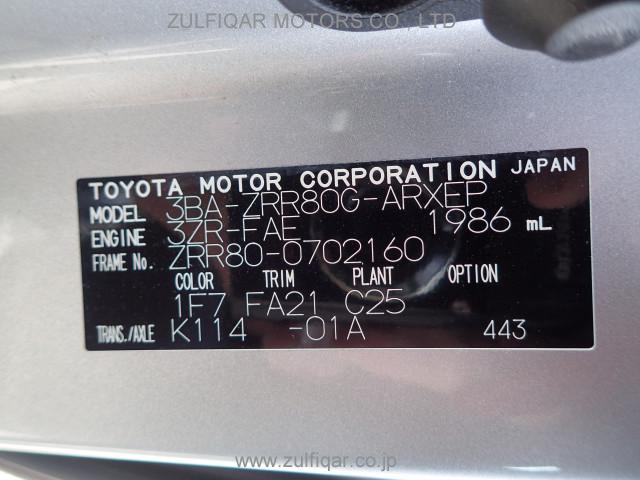 ZULFIQAR MOTORS CO., LTD
TOYOTA MOTOR CORPORATION JAPAN
MODEL 3BA-ZRR80G-ARXEP
ENGINE 3ZR-FAE 1986 mL
FRAME No. ZRR80-0702160
COLOR TRIM PLANT OPTION
1F7 FA21 C25
TRANS./AXLE K114 -01A 443
www.zulfiqar.co.jp